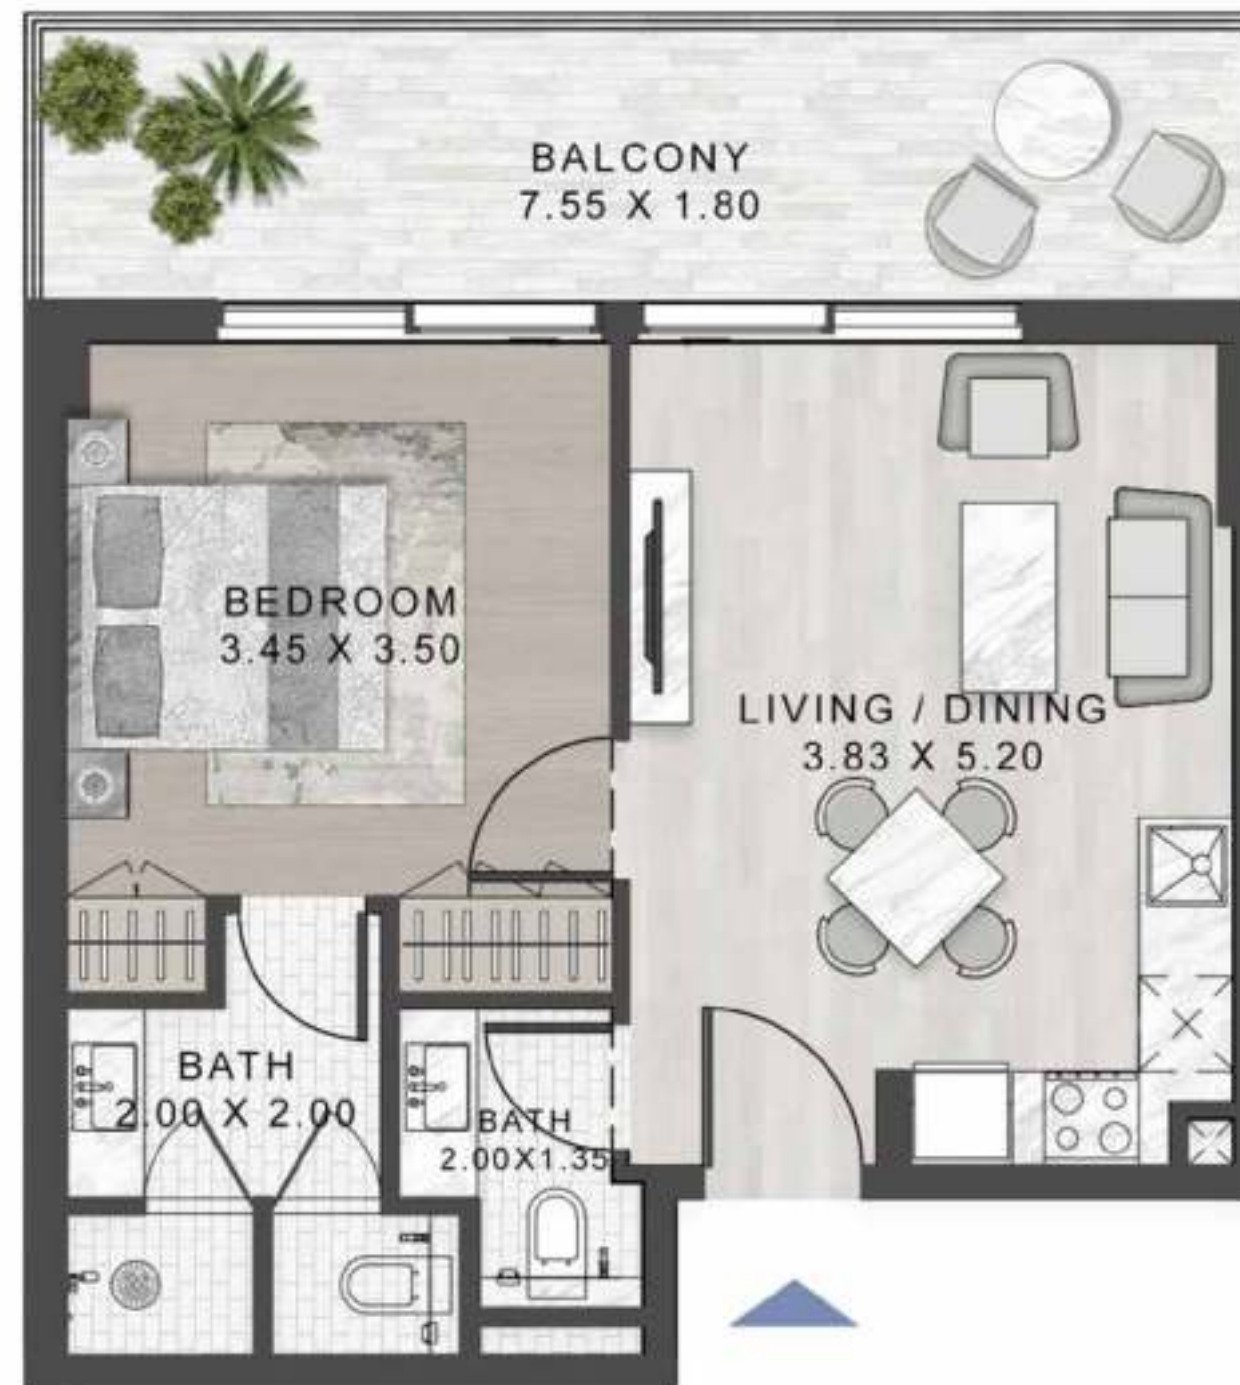 BALCONY
7.55 X 1.80
BEDROOM
3.45 X 3.50
LIVING / DINING
3.83 X 5.20
BATH
2.00 X 2.00
BATH
2.00X1.35